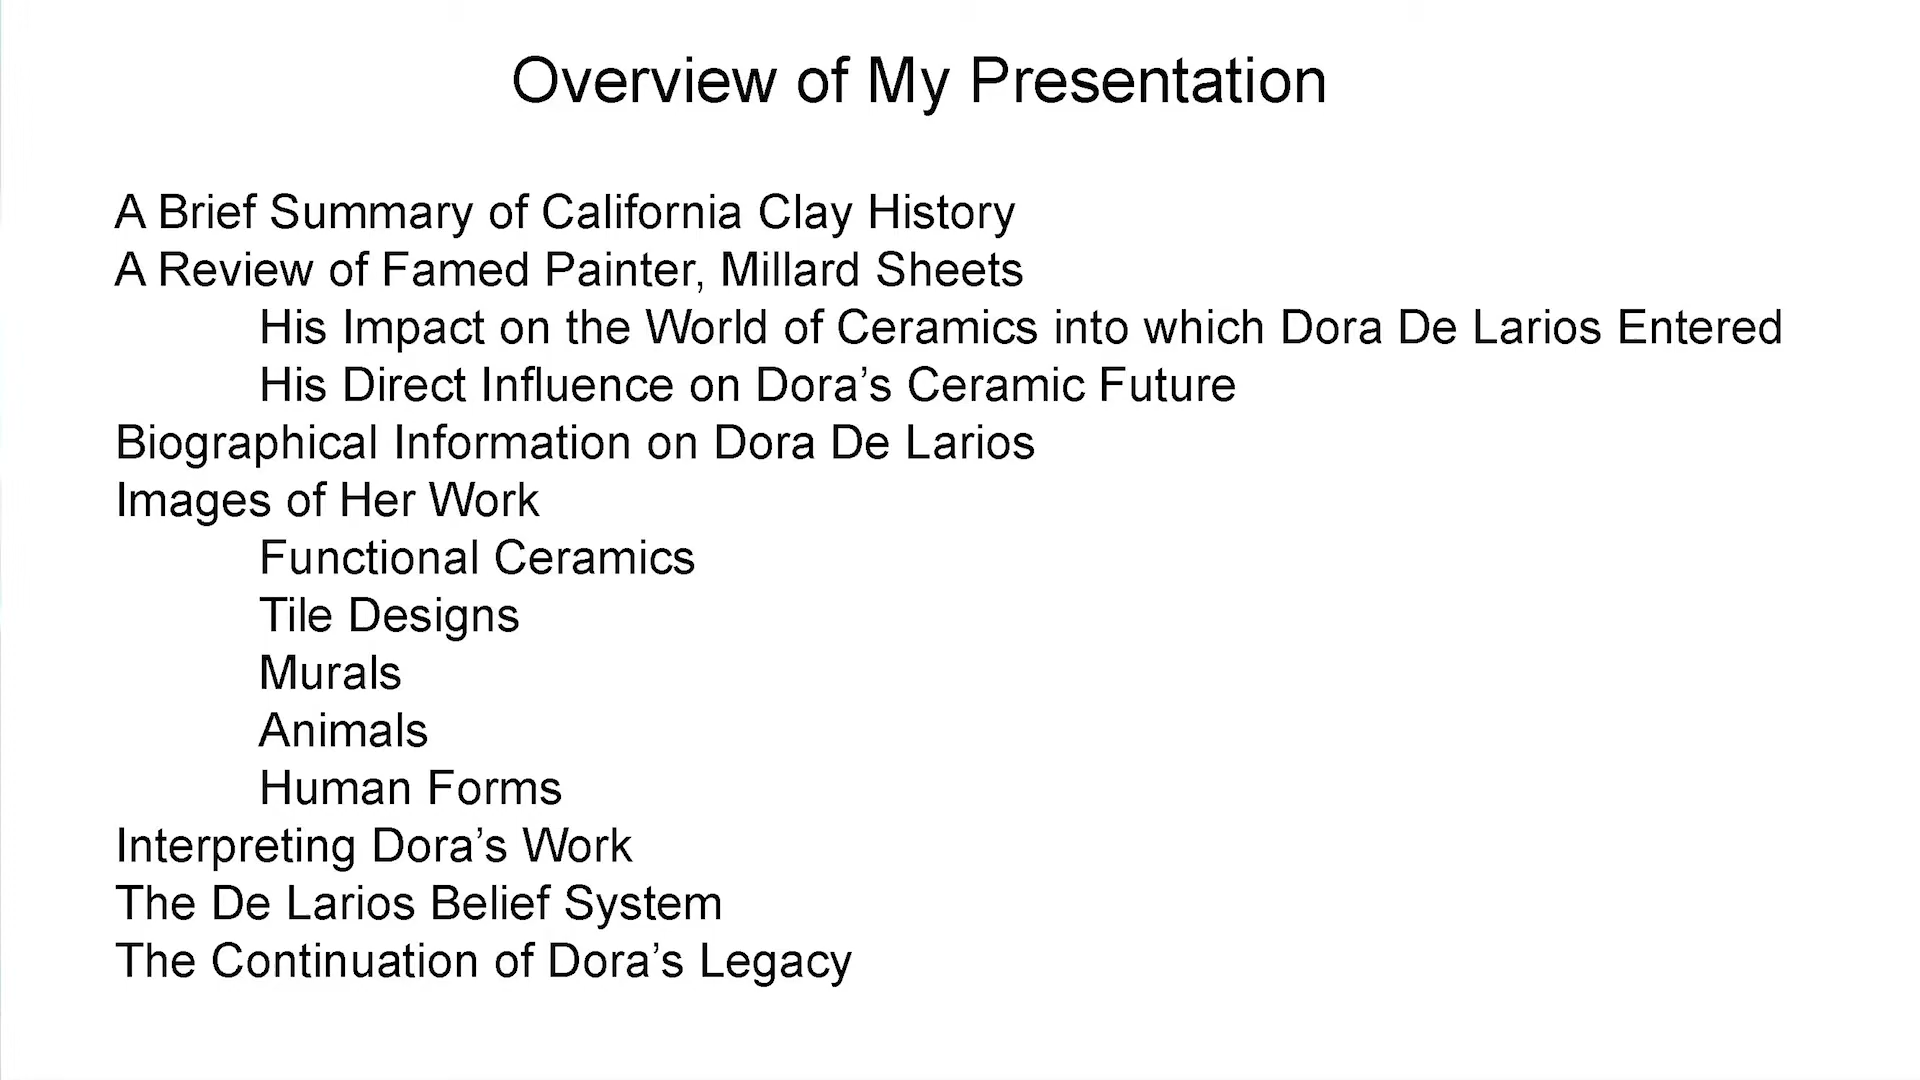 Overview of My Presentation
A Brief Summary of California Clay History
A Review of Famed Painter, Millard Sheets
His Impact on the World of Ceramics into which Dora De Larios Entered
His Direct Influence on Dora’s Ceramic Future
Biographical Information on Dora De Larios
Images of Her Work
Functional Ceramics
Tile Designs
Murals
Animals
Human Forms
Interpreting Dora’s Work
The De Larios Belief System
The Continuation of Dora’s Legacy